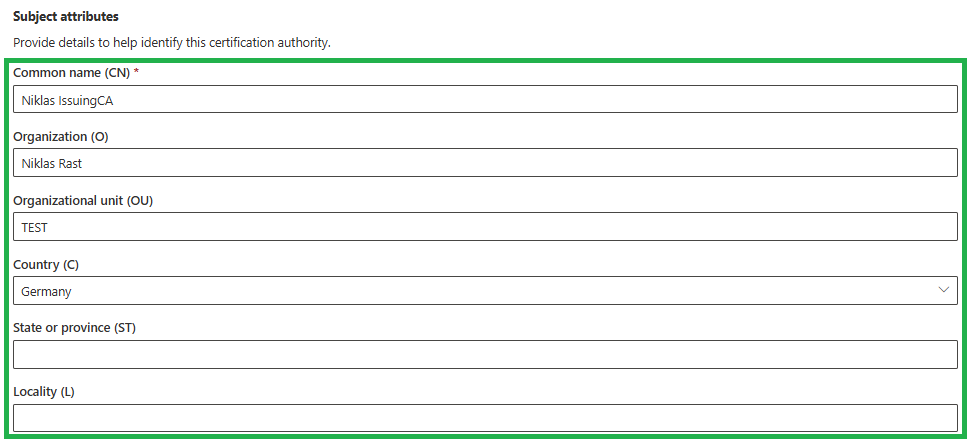 Subject attributes
Provide details to help identify this certification authority.
Common name (CN) *
Niklas IssuingCA
Organization (O)
Niklas Rast
Organizational unit (OU)
TEST
Country (C)
Germany
State or province (ST)
Locality (L)